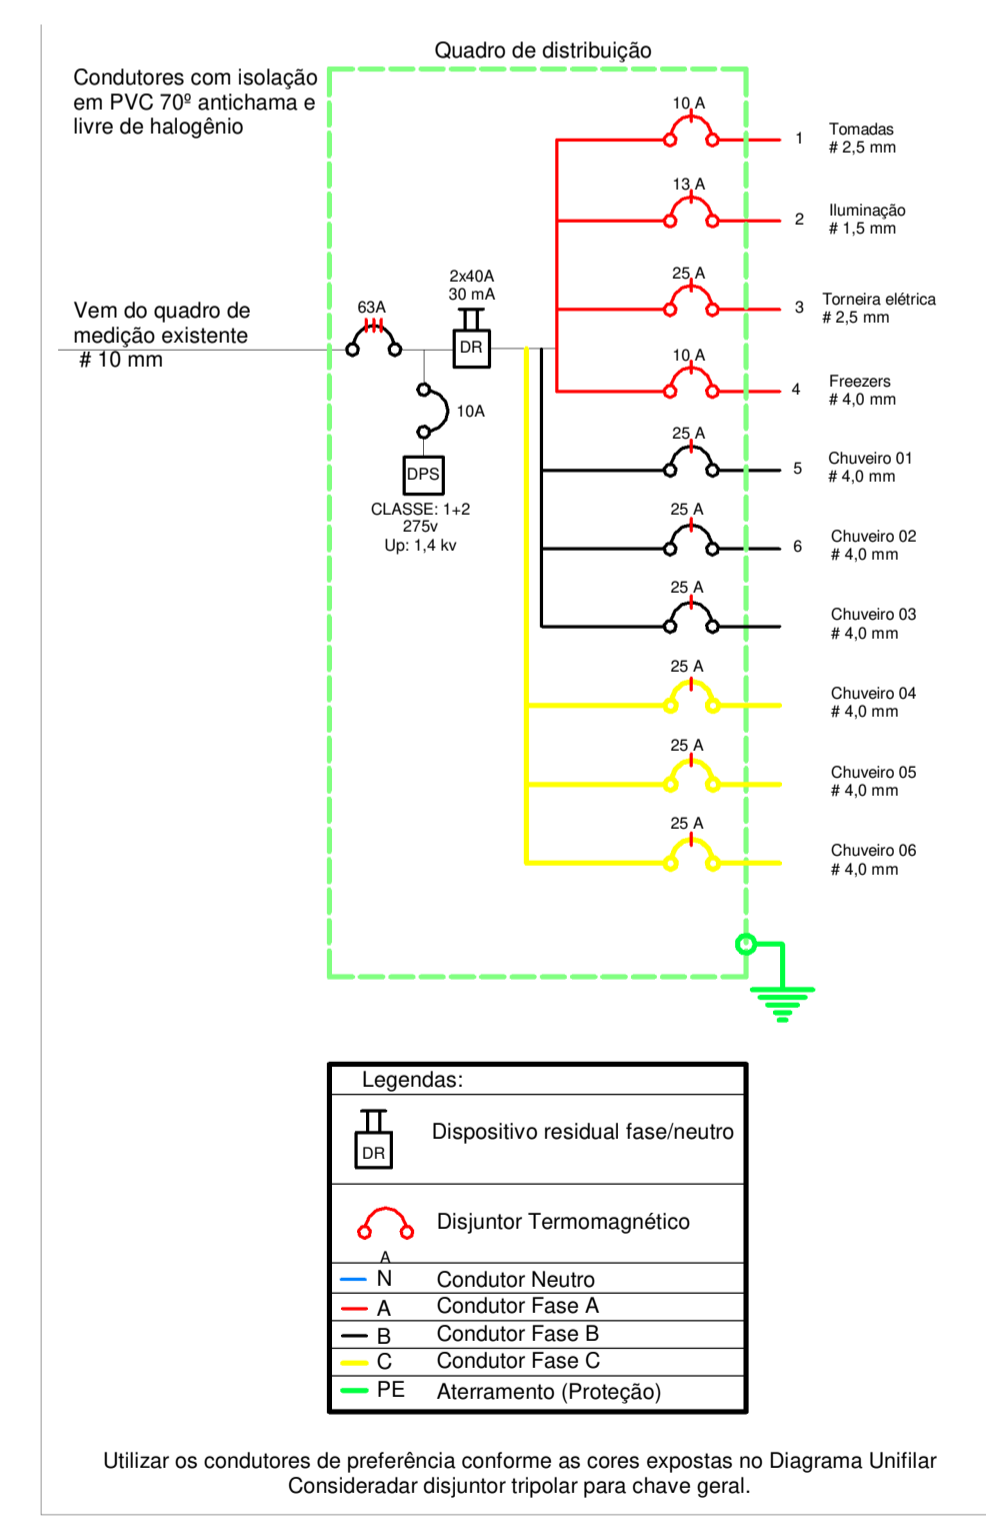 Quadro de distribuição
Condutores com isolação
em PVC 70º antichama e
livre de halogênio
10 A
1
Tomadas
# 2,5 mm
13 A
2
Iluminação
# 1,5 mm
25 A
3
Torneira elétrica
# 2,5 mm
10 A
4
Freezers
# 4,0 mm
Vem do quadro de
medição existente
# 10 mm
63A
2x40A
30 mA
DR
10A
DPS
CLASSE: 1+2
275v
Up: 1,4 kv
25 A
5
Chuveiro 01
# 4,0 mm
25 A
6
Chuveiro 02
# 4,0 mm
25 A
Chuveiro 03
# 4,0 mm
25 A
Chuveiro 04
# 4,0 mm
25 A
Chuveiro 05
# 4,0 mm
25 A
Chuveiro 06
# 4,0 mm
Legendas:
DR
Dispositivo residual fase/neutro
Disjuntor Termomagnético
A
N Condutor Neutro
A Condutor Fase A
B Condutor Fase B
C Condutor Fase C
PE Aterramento (Proteção)
Utilizar os condutores de preferência conforme as cores expostas no Diagrama Unifilar
Consideradar disjuntor tripolar para chave geral.